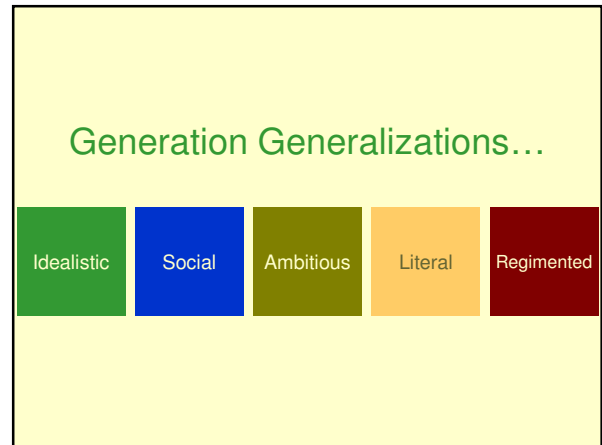 Generation Generalizations…
Idealistic Social Ambitious Literal Regimented